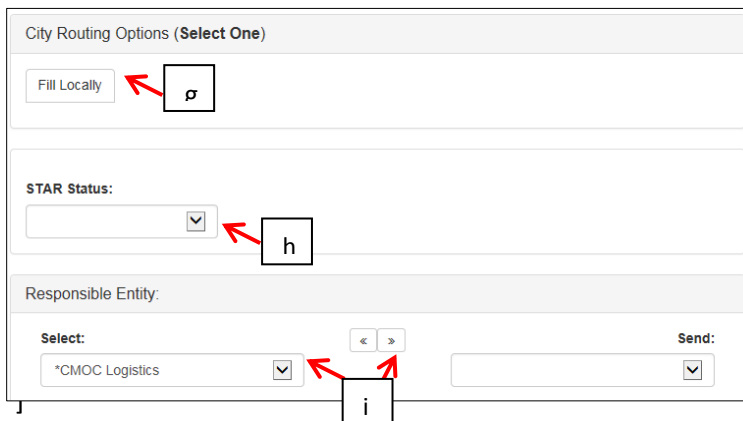 City Routing Options (Select One)
Fill Locally
g
STAR Status:
h
Responsible Entity:
Select:
« »
Send:
*CMOC Logistics
i